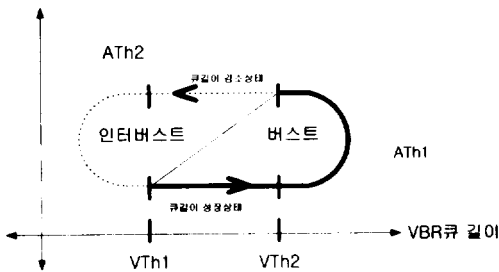 ATh2
큐길이 감소상태
인터버스트
버스트
ATh1
큐길이 성장상태
VBR큐 길이
VTh1
VTh2